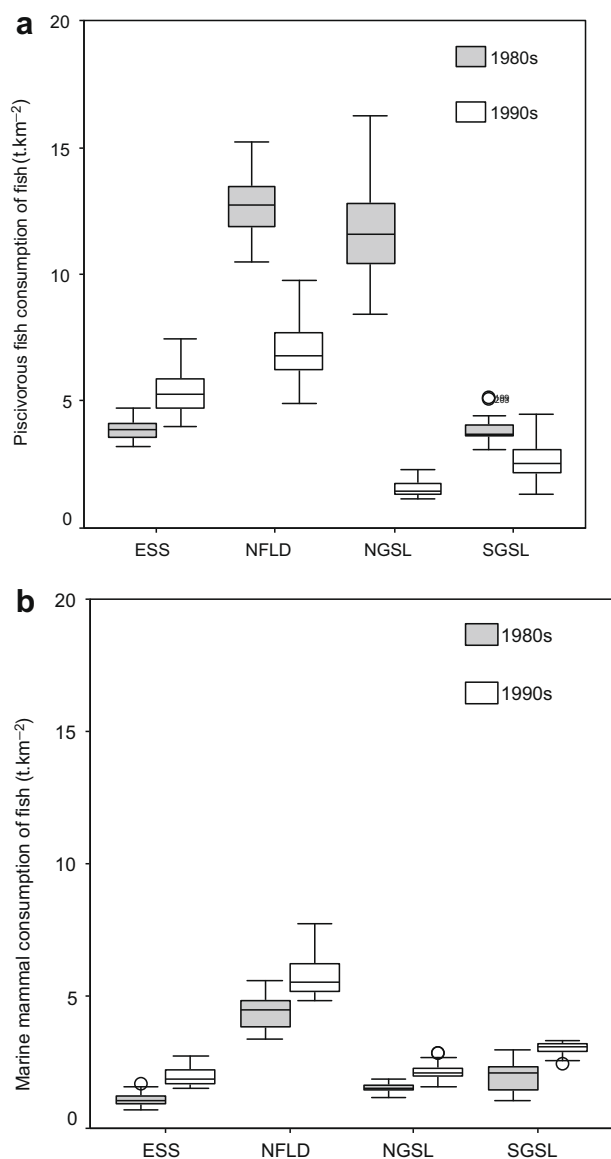 a
20
15
10
5
0
Piscivorous fish consumption of fish (t.km−2)
1980s
1990s
ESS NFLD NGSL SGSL
b
20
15
10
5
0
Marine mammal consumption of fish (t.km−2)
1980s
1990s
ESS NFLD NGSL SGSL